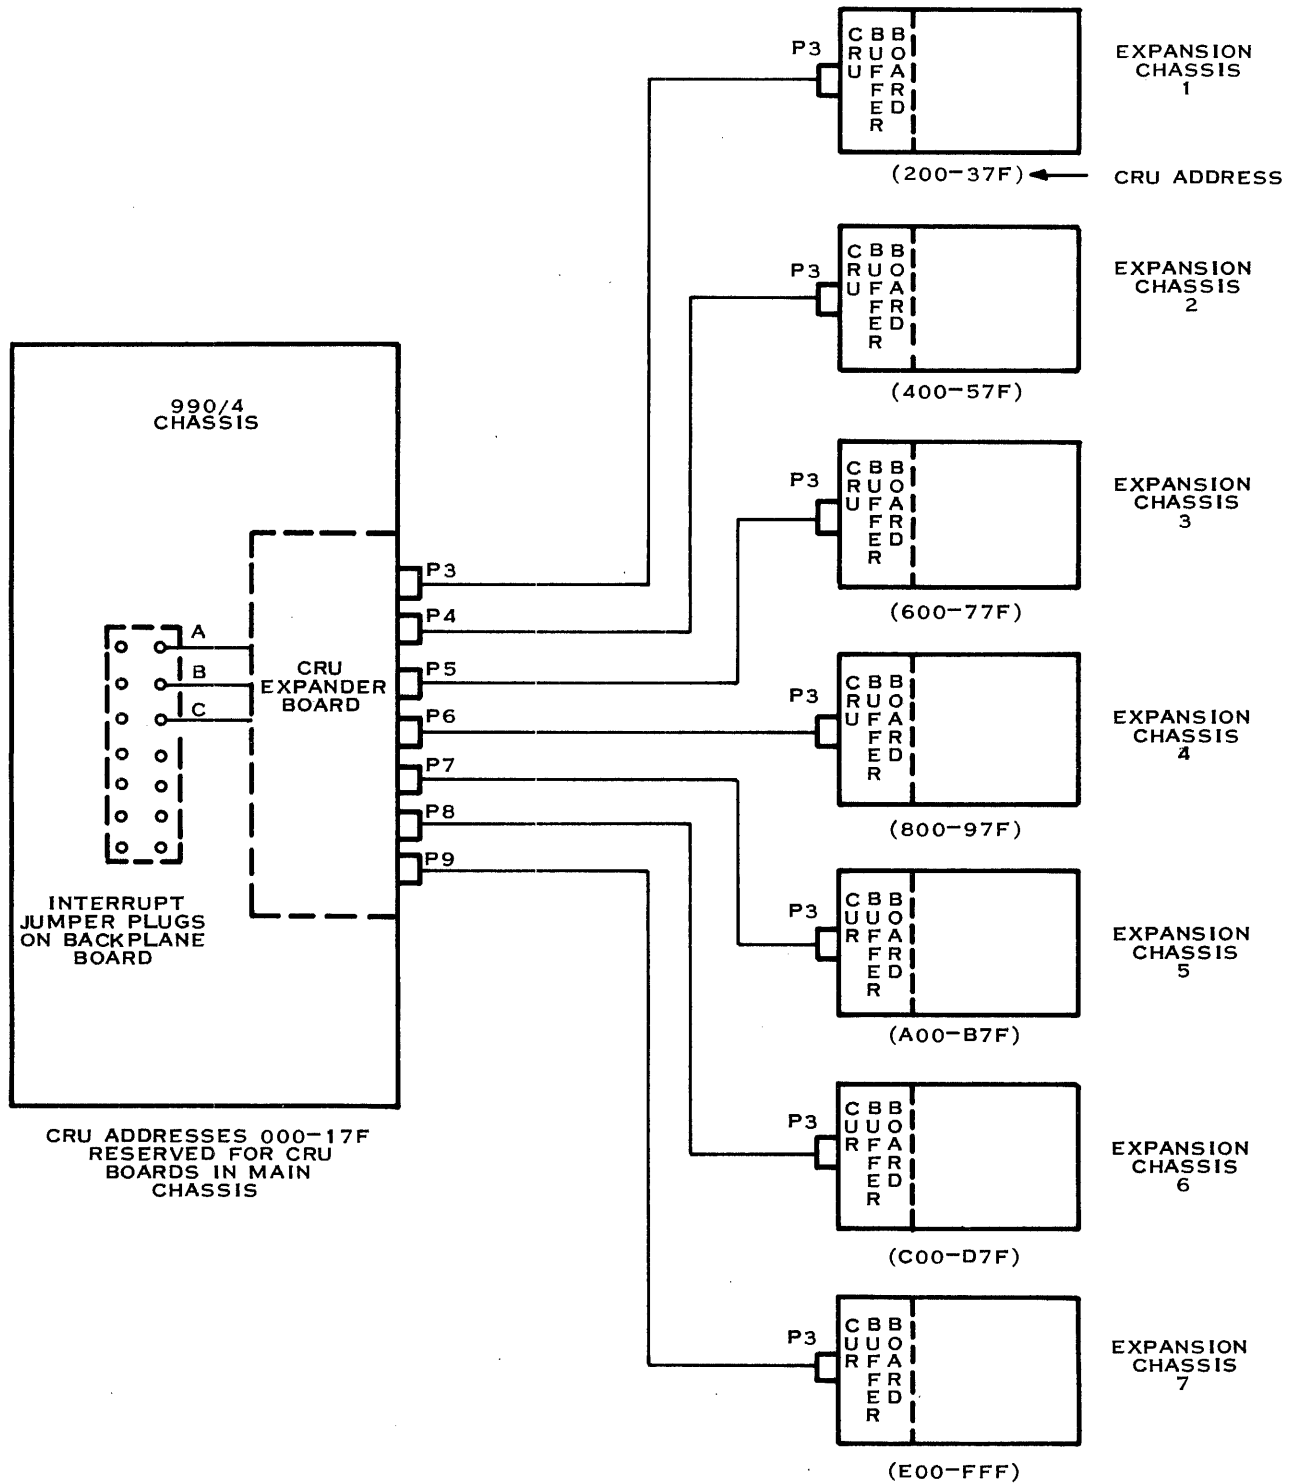 P3
CRU
BUFFER
BOARD
EXPANSION
CHASSIS
1
(200-37F)
CRU ADDRESS
P3
CRU
BUFFER
BOARD
EXPANSION
CHASSIS
2
(400-57F)
P3
CRU
BUFFER
BOARD
EXPANSION
CHASSIS
3
(600-77F)
P3
CRU
BUFFER
BOARD
EXPANSION
CHASSIS
4
(800-97F)
P3
CUR
BUFFER
BOARD
EXPANSION
CHASSIS
5
(A00-B7F)
P3
CUR
BUFFER
BOARD
EXPANSION
CHASSIS
6
(C00-D7F)
P3
CUR
BUFFER
BOARD
EXPANSION
CHASSIS
7
(E00-FFF)
990/4
CHASSIS
A
B
C
CRU
EXPANDER
BOARD
P3
P4
P5
P6
P7
P8
P9
INTERRUPT
JUMPER PLUGS
ON BACKPLANE
BOARD
CRU ADDRESSES 000-17F
RESERVED FOR CRU
BOARDS IN MAIN
CHASSIS